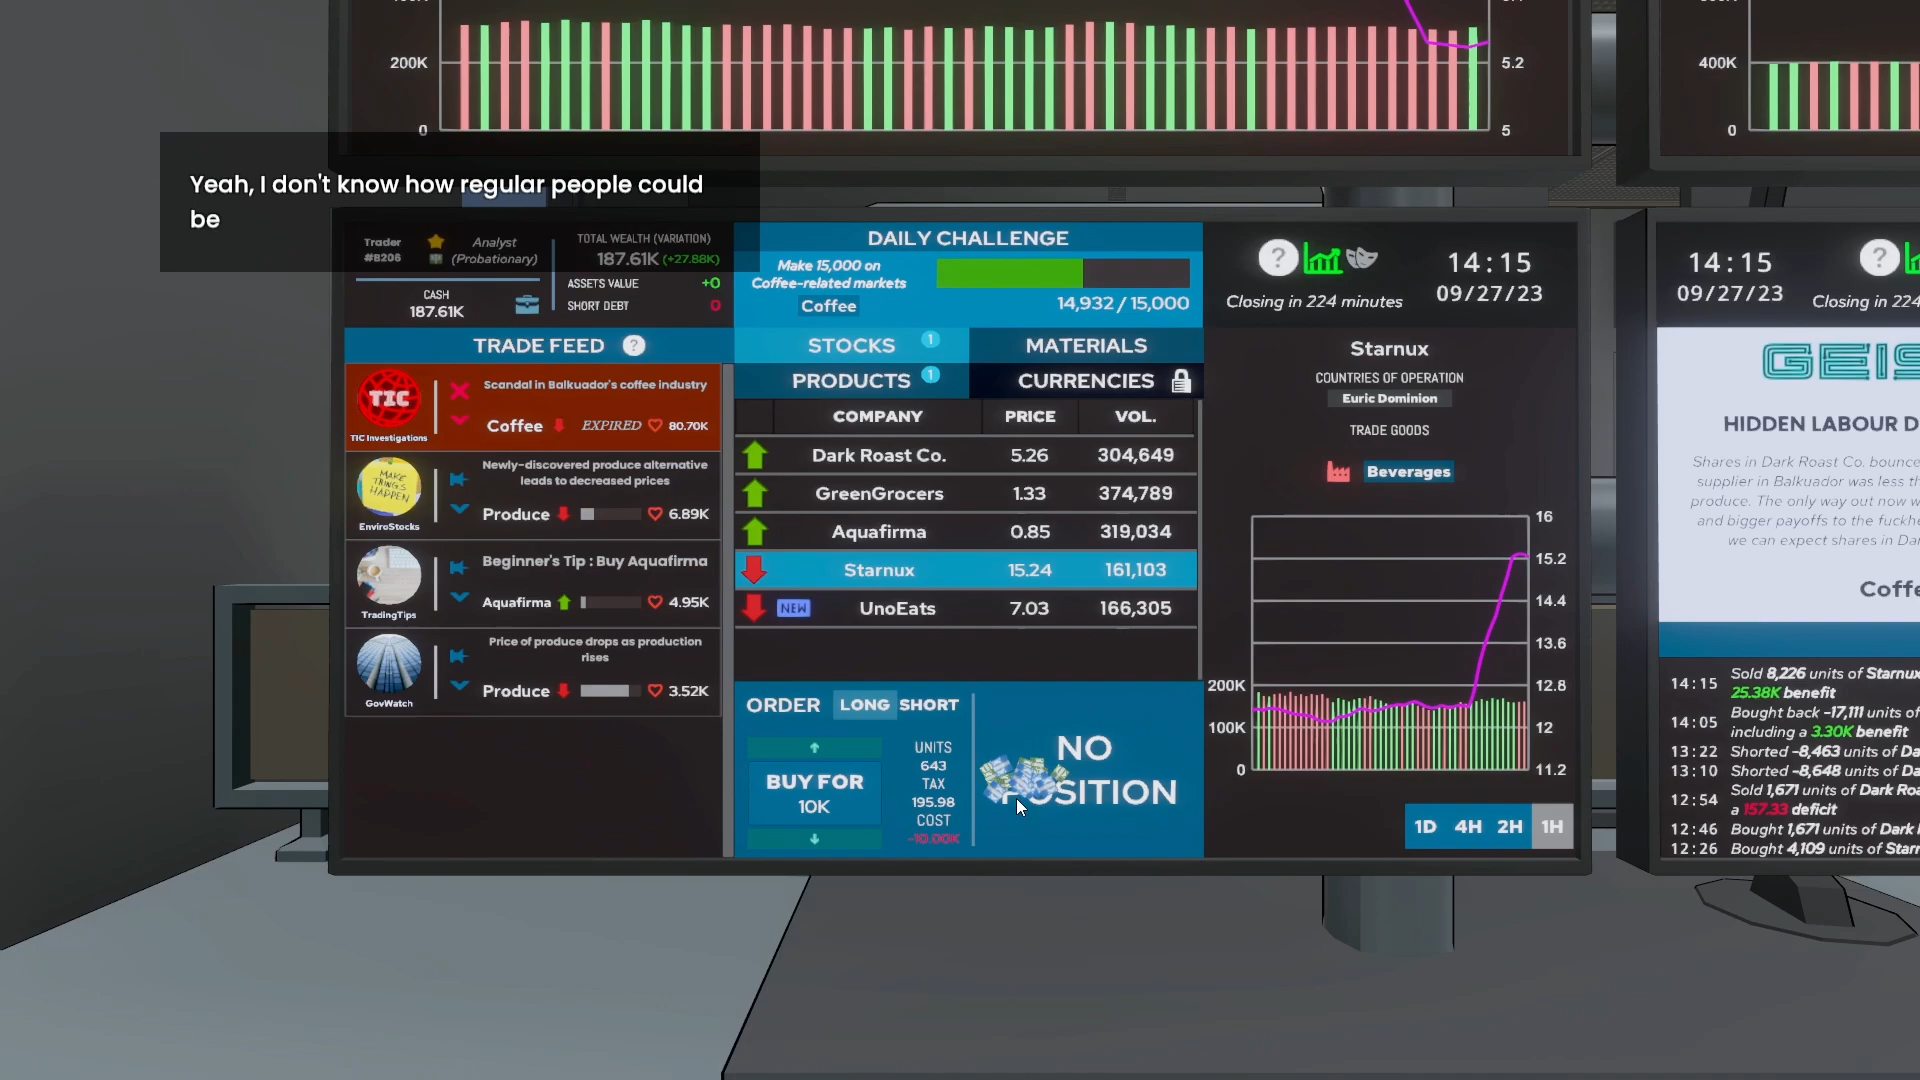 400K
200K
5.2
0
5
400K
0
Yeah, I don't know how regular people could
be
Trader
#B206
Analyst
(Probationary)
CASH
187.61K
TOTAL WEALTH (VARIATION)
187.61K (+27.88K)
ASSETS VALUE +0
SHORT DEBT 0
DAILY CHALLENGE
Make 15,000 on
Coffee-related markets
Coffee
14,932 / 15,000
?
14:15
Closing in 224 minutes
09/27/23
TRADE FEED ?
TIC
TIC Investigations
Scandal in Balkuador's coffee industry
Coffee EXPIRED 80.70K
MAKE
THINGS
HAPPEN
EnviroStocks
Newly-discovered produce alternative
leads to decreased prices
Produce 6.89K
TradingTips
Beginner's Tip : Buy Aquafirma
Aquafirma 4.95K
GovWatch
Price of produce drops as production
rises
Produce 3.52K
STOCKS 1
MATERIALS
PRODUCTS 1
CURRENCIES
COMPANY PRICE VOL.
Dark Roast Co. 5.26 304,649
GreenGrocers 1.33 374,789
Aquafirma 0.85 319,034
Starnux 15.24 161,103
NEW UnoEats 7.03 166,305
ORDER LONG SHORT
BUY FOR
10K
UNITS
643
TAX
195.98
COST
-10.00K
NO
POSITION
Starnux
COUNTRIES OF OPERATION
Euric Dominion
TRADE GOODS
Beverages
16
15.2
14.4
13.6
200K
12.8
100K
12
0
11.2
1D 4H 2H 1H
14:15
09/27/23
?
Closing in 224
GEIS
HIDDEN LABOUR D
Shares in Dark Roast Co. bounce
supplier in Balkuador was less th
produce. The only way out now w
and bigger payoffs to the fuckhe
we can expect shares in Da
Coffe
14:15 Sold 8,226 units of Starnux
25.38K benefit
14:05 Bought back -17,111 units of
including a 3.30K benefit
13:22 Shorted -8,463 units of Da
13:10 Shorted -8,648 units of Da
12:54 Sold 1,671 units of Dark Roa
a 157.33 deficit
12:46 Bought 1,671 units of Dark
12:26 Bought 4,109 units of Starn